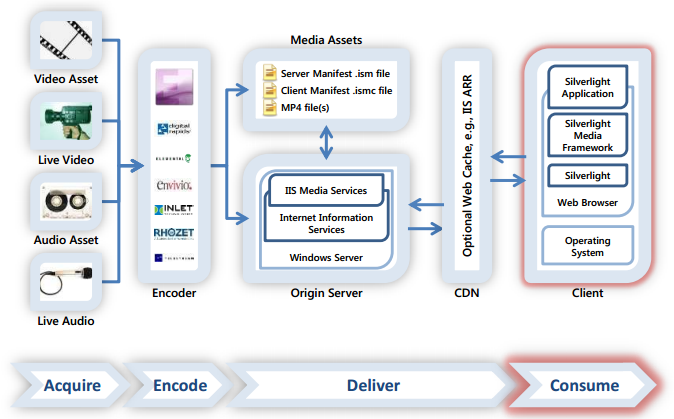 Video Asset
Live Video
Audio Asset
Live Audio
digital
rapids
ELEMENTAL
envivio
INLET
RHOZET
Encoder
Media Assets
Server Manifest .ism file
Client Manifest .ismc file
MP4 file(s)
IIS Media Services
Internet Information
Services
Windows Server
Origin Server
Optional Web Cache, e.g., IIS ARR
CDN
Silverlight
Application
Silverlight
Media
Framework
Silverlight
Web Browser
Operating
System
Client
Acquire
Encode
Deliver
Consume